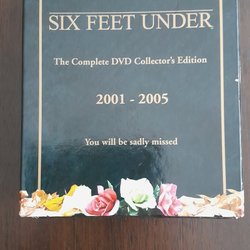 SIX FEET UNDER
The Complete DVD Collector's Edition
2001 - 2005
You will be sadly missed